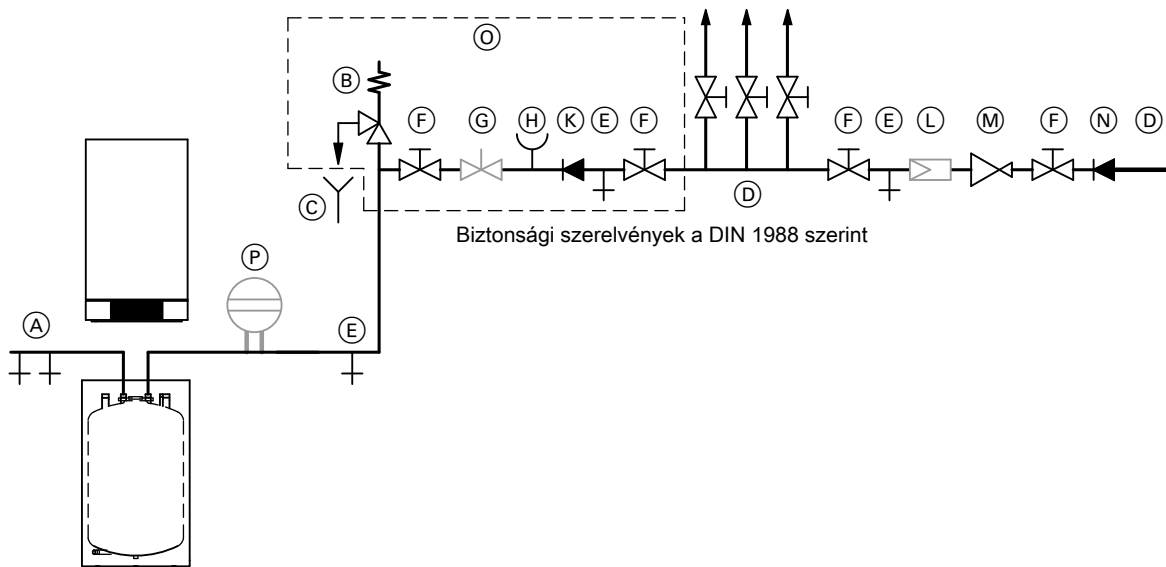 O
B
F G H K E F F E L M F N D
C
D
Biztonsági szerelvények a DIN 1988 szerint
P
A
E